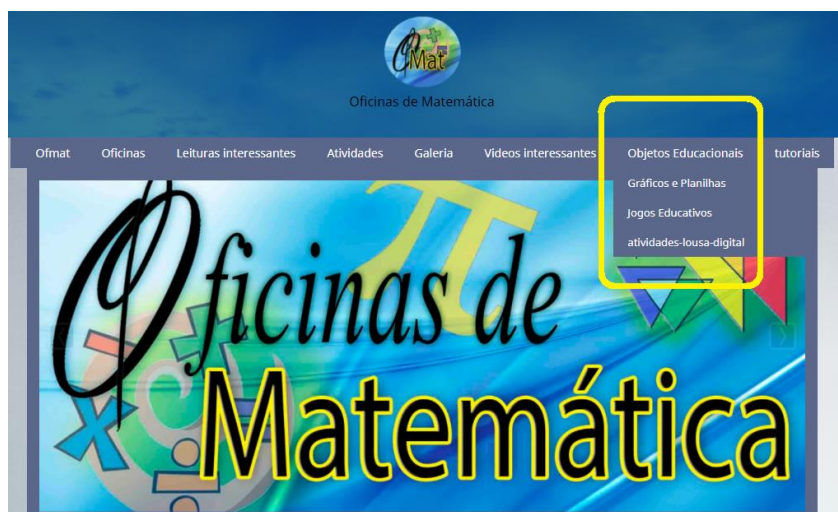 OMat
Oficinas de Matemática
Ofmat Oficinas Leituras interessantes Atividades Galeria Videos interessantes Objetos Educacionais tutoriais
Gráficos e Planilhas
Jogos Educativos
atividades-lousa-digital
Oficinas de
Matemática